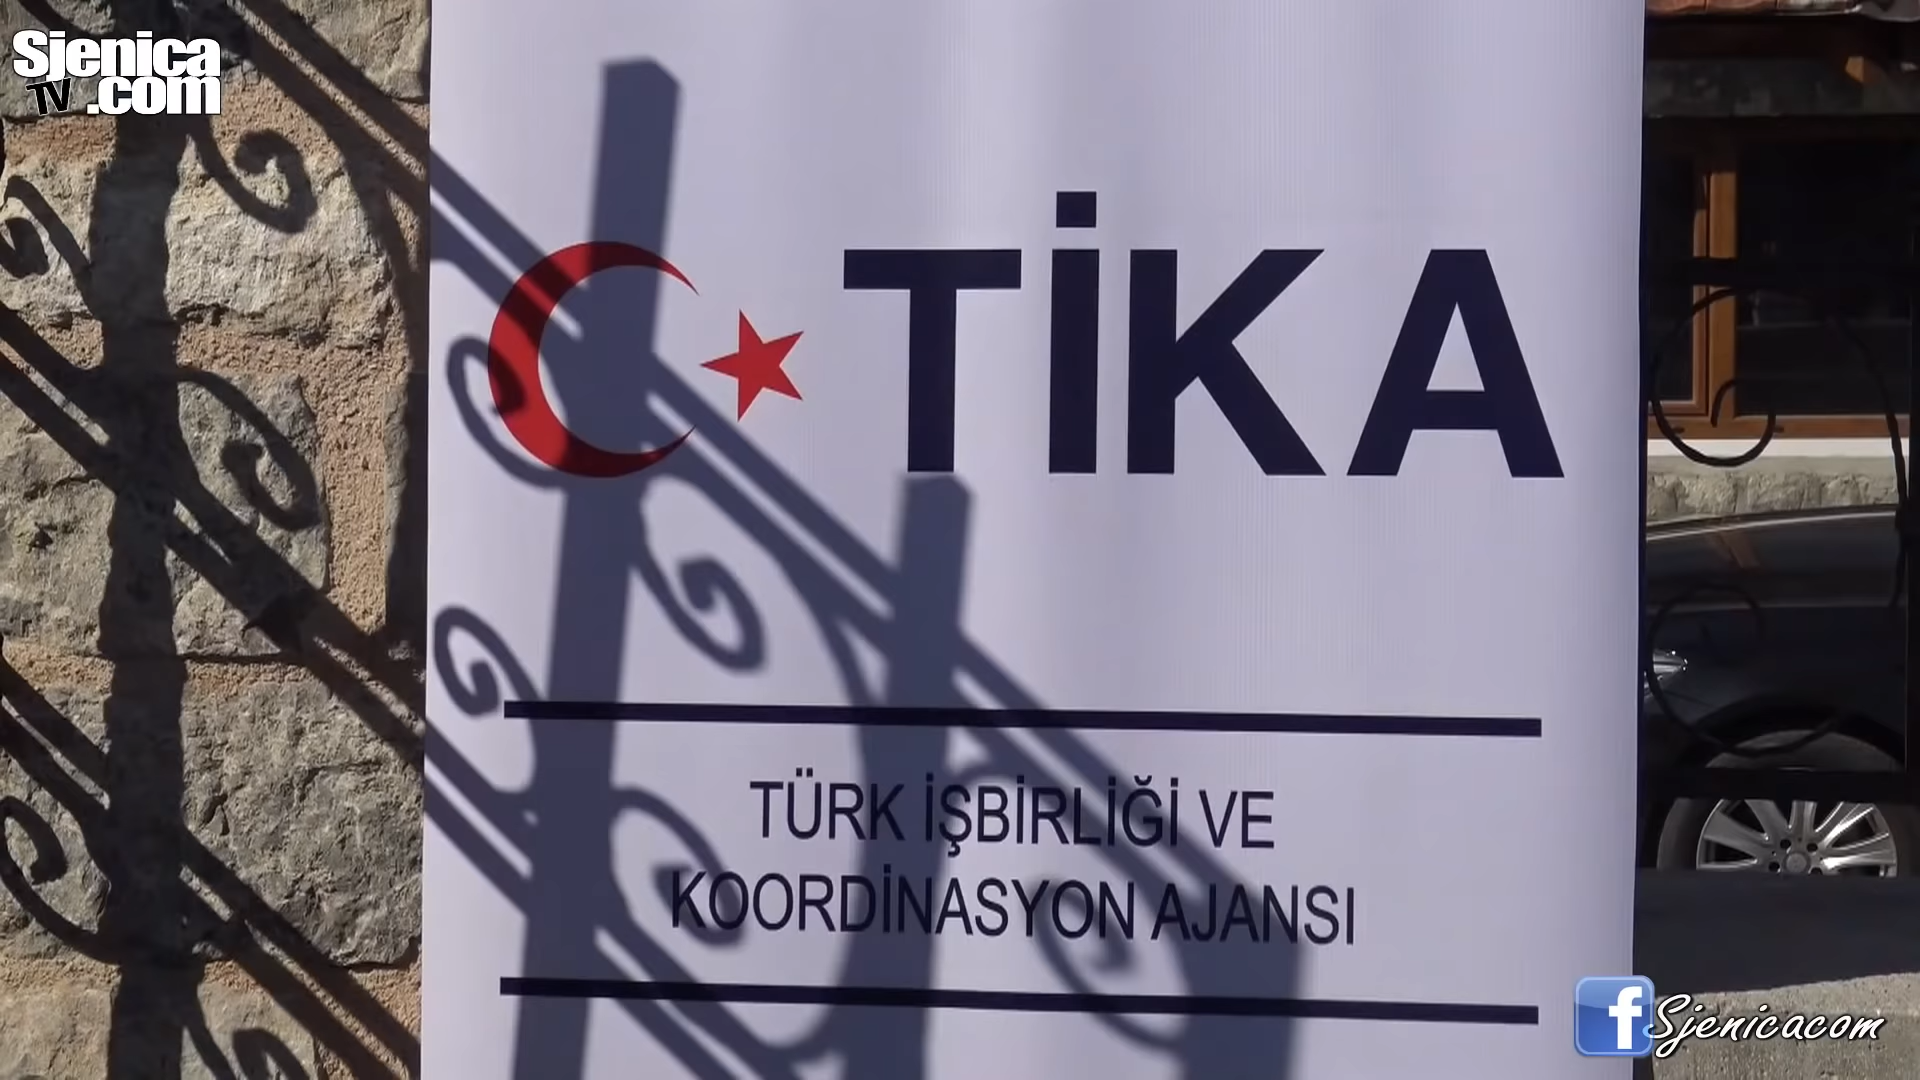 Sjenica
TV .com
TİKA
TÜRK İŞBİRLİĞİ VE
KOORDİNASYON AJANSI
f Sjenicacom